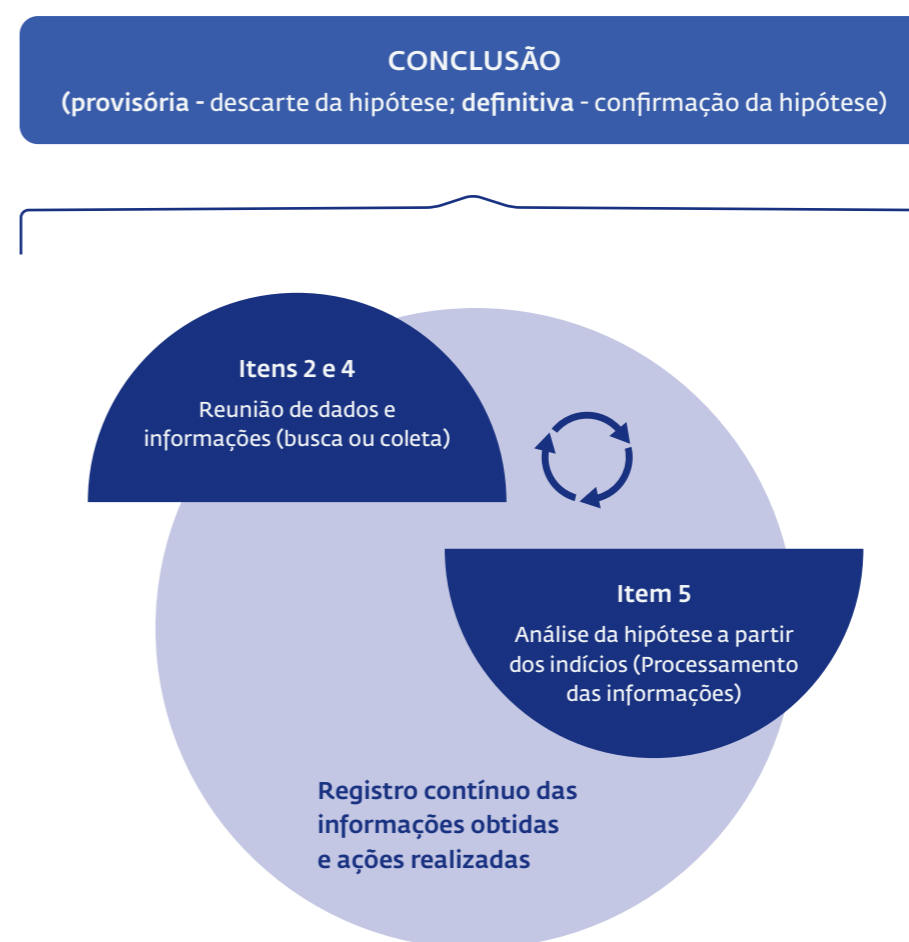 CONCLUSÃO
(provisória - descarte da hipótese; definitiva - confirmação da hipótese)
Itens 2 e 4
Reunião de dados e
informações (busca ou coleta)
Item 5
Análise da hipótese a partir
dos indícios (Processamento
das informações)
Registro contínuo das
informações obtidas
e ações realizadas